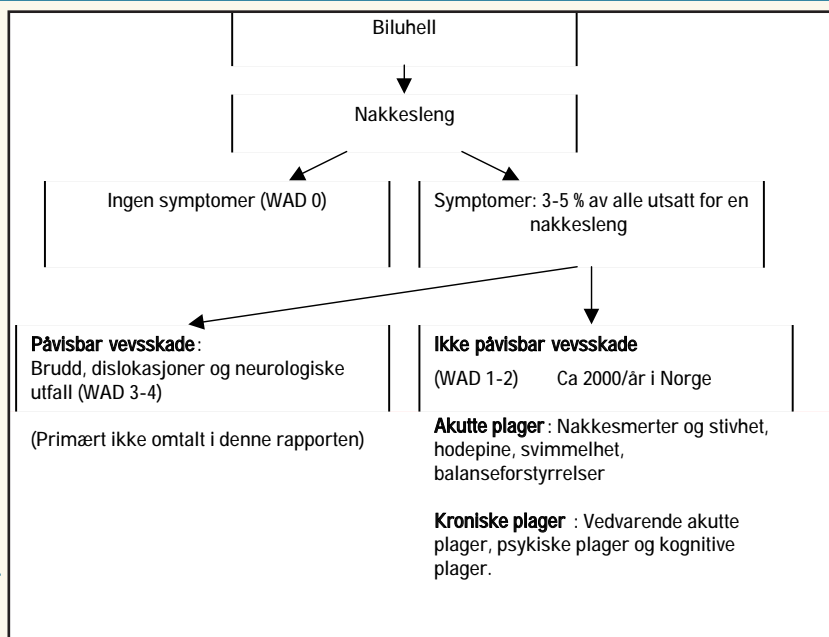 Biluhell
Nakkesleng
Ingen symptomer (WAD 0)
Symptomer: 3-5 % av alle utsatt for en
nakkesleng
Påvisbar vevsskade:
Brudd, dislokasjoner og neurologiske
utfall (WAD 3-4)
(Primært ikke omtalt i denne rapporten)
Ikke påvisbar vevsskade
(WAD 1-2) Ca 2000/år i Norge
Akutte plager: Nakkesmerter og stivhet,
hodepine, svimmelhet,
balanseforstyrrelser
Kroniske plager : Vedvarende akutte
plager, psykiske plager og kognitive
plager.